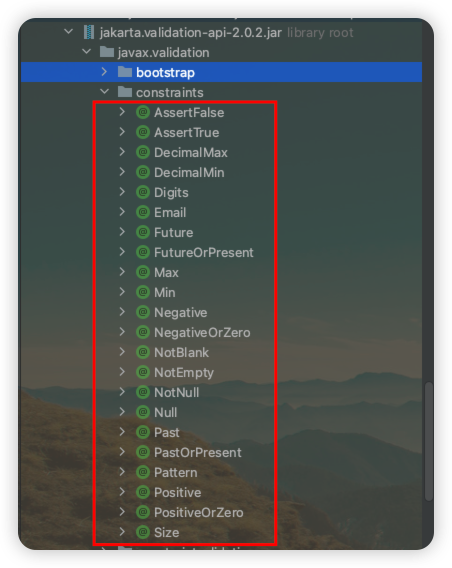 jakarta.validation-api-2.0.2.jar library root
javax.validation
bootstrap
constraints
AssertFalse
AssertTrue
DecimalMax
DecimalMin
Digits
Email
Future
FutureOrPresent
Max
Min
Negative
NegativeOrZero
NotBlank
NotEmpty
NotNull
Null
Past
PastOrPresent
Pattern
Positive
PositiveOrZero
Size